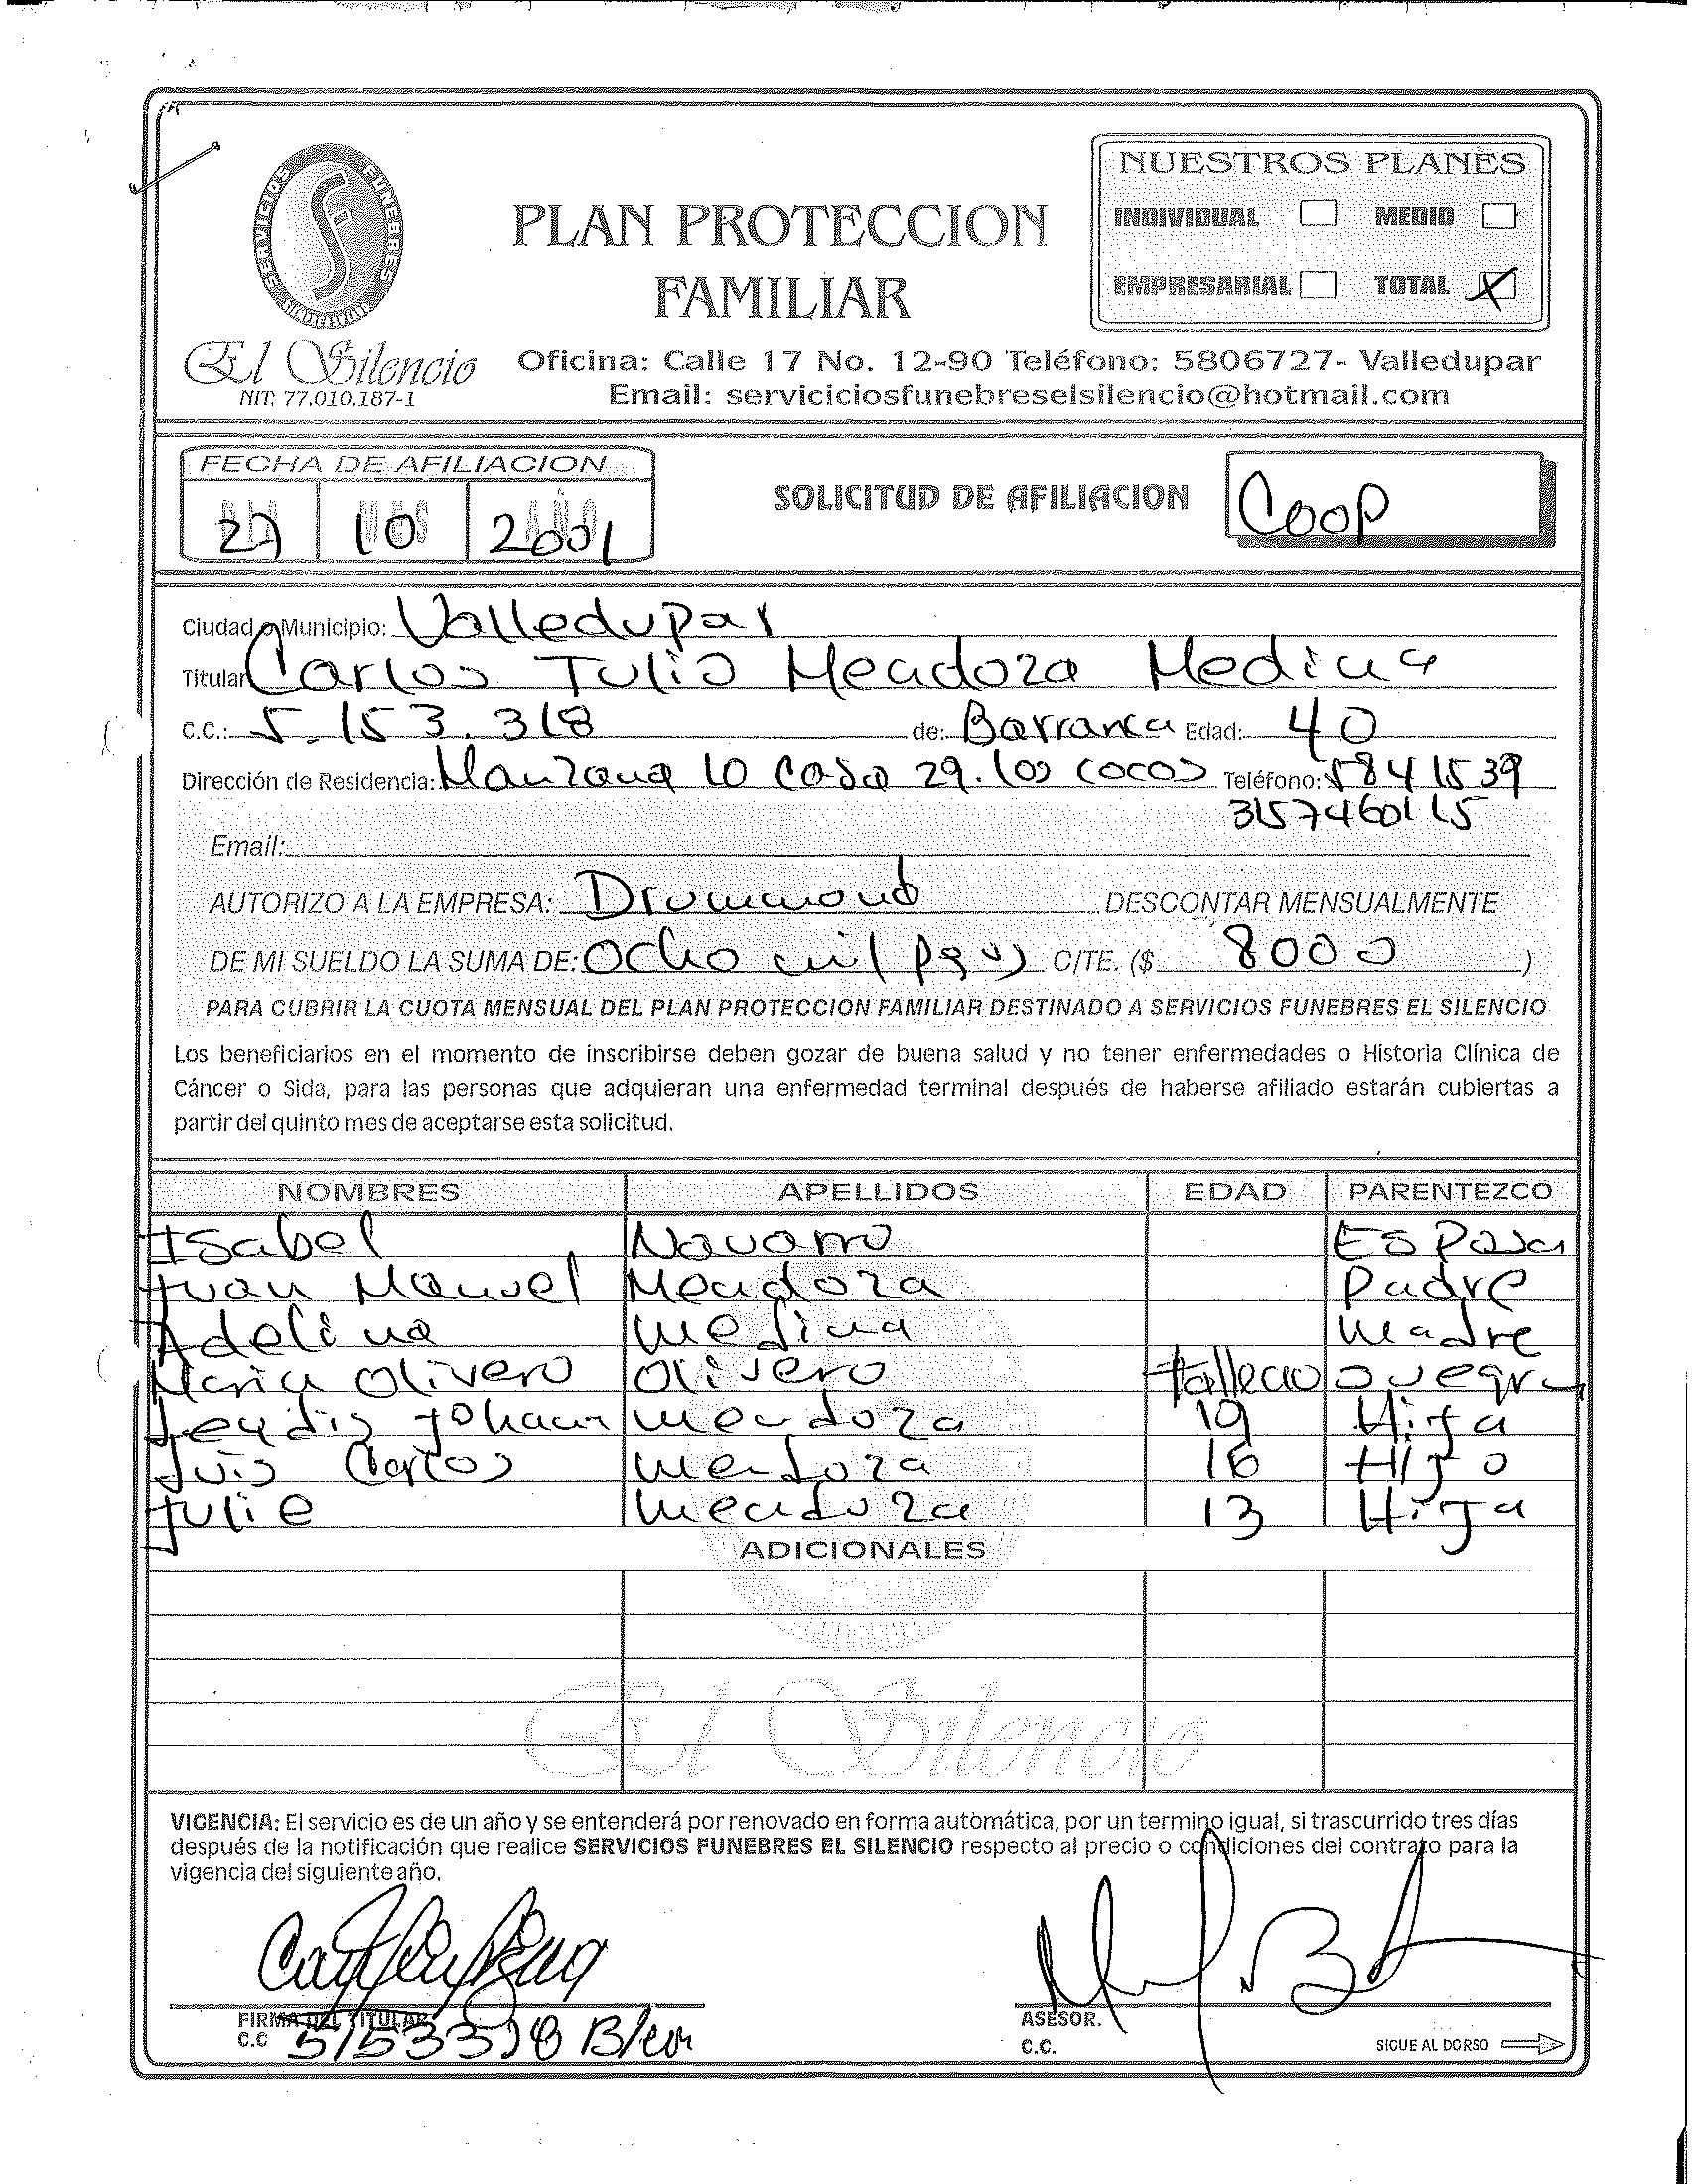 SERVICIOS FUNEBRES
NUESTROS PLANES
INDIVIDUAL MEDIO
EMPRESARIAL TOTAL X
PLAN PROTECCION
FAMILIAR
El Silencio
NIT: 77.010.187-1
Oficina: Calle 17 No. 12-90 Teléfono: 5806727- Valledupar
Email: serviciciosfunebreselsilencio@hotmail.com
FECHA DE AFILIACION
DIA MES AÑO
27 10 2001
SOLICITUD DE AFILIACION
Coop
Ciudad o Municipio: Valledupar
Titular Carlos Tulio Mendoza Medina
C.C.: 5.153.318 de: Barranca Edad: 40
Dirección de Residencia: Manzana 10 Casa 29. los cocos Teléfono: 5841539
3157460115
Email:
AUTORIZO A LA EMPRESA: Drummond DESCONTAR MENSUALMENTE
DE MI SUELDO LA SUMA DE: Ocho mil C/TE. ($ 8000 )
PARA CUBRIR LA CUOTA MENSUAL DEL PLAN PROTECCION FAMILIAR DESTINADO A SERVICIOS FUNEBRES EL SILENCIO
Los beneficiarios en el momento de inscribirse deben gozar de buena salud y no tener enfermedades o Historia Clínica de
Cáncer o Sida, para las personas que adquieran una enfermedad terminal después de haberse afiliado estarán cubiertas a
partir del quinto mes de aceptarse esta solicitud.
NOMBRES APELLIDOS EDAD PARENTEZCO
Isabel Navarro Esposa
Juan Manuel Mendoza Padre
Adelina Medina Madre
Maria Olivero Olivero fallecio suegra
Leydis Johana Mendoza 19 Hija
Luis Carlos Mendoza 16 Hijo
Julie Mendoza 13 Hija
ADICIONALES
El Silencio
VIGENCIA: El servicio es de un año y se entenderá por renovado en forma automática, por un termino igual, si trascurrido tres días
después de la notificación que realice SERVICIOS FUNEBRES EL SILENCIO respecto al precio o condiciones del contrato para la
vigencia del siguiente año.
FIRMA DEL TITULAR
C.C 5153318
ASESOR.
C.C.
SIGUE AL DORSO